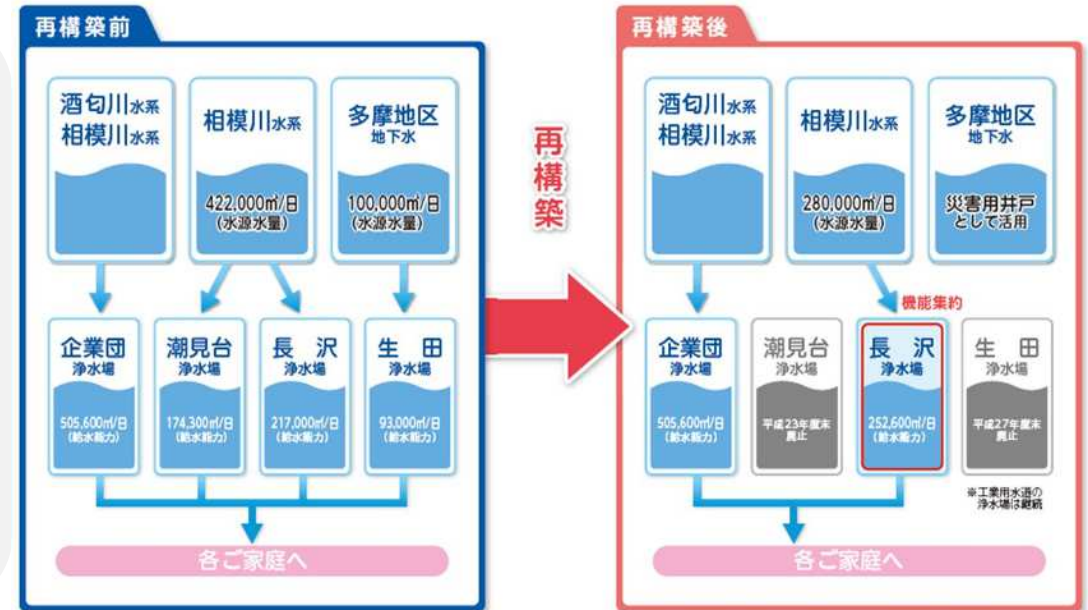 再構築前
酒匂川水系
相模川水系
相模川水系
422,000㎥/日
(水源水量)
多摩地区
地下水
100,000㎥/日
(水源水量)
企業団
浄水場
505,600㎥/日
(給水能力)
潮見台
浄水場
174,300㎥/日
(給水能力)
長沢
浄水場
217,000㎥/日
(給水能力)
生田
浄水場
93,000㎥/日
(給水能力)
各ご家庭へ
再構築
再構築後
酒匂川水系
相模川水系
相模川水系
280,000㎥/日
(水源水量)
多摩地区
地下水
災害用井戸
として活用
機能集約
企業団
浄水場
505,600㎥/日
(給水能力)
潮見台
浄水場
平成23年度末
廃止
長沢
浄水場
252,600㎥/日
(給水能力)
生田
浄水場
平成27年度末
廃止
※工業用水道の
浄水場は継続
各ご家庭へ